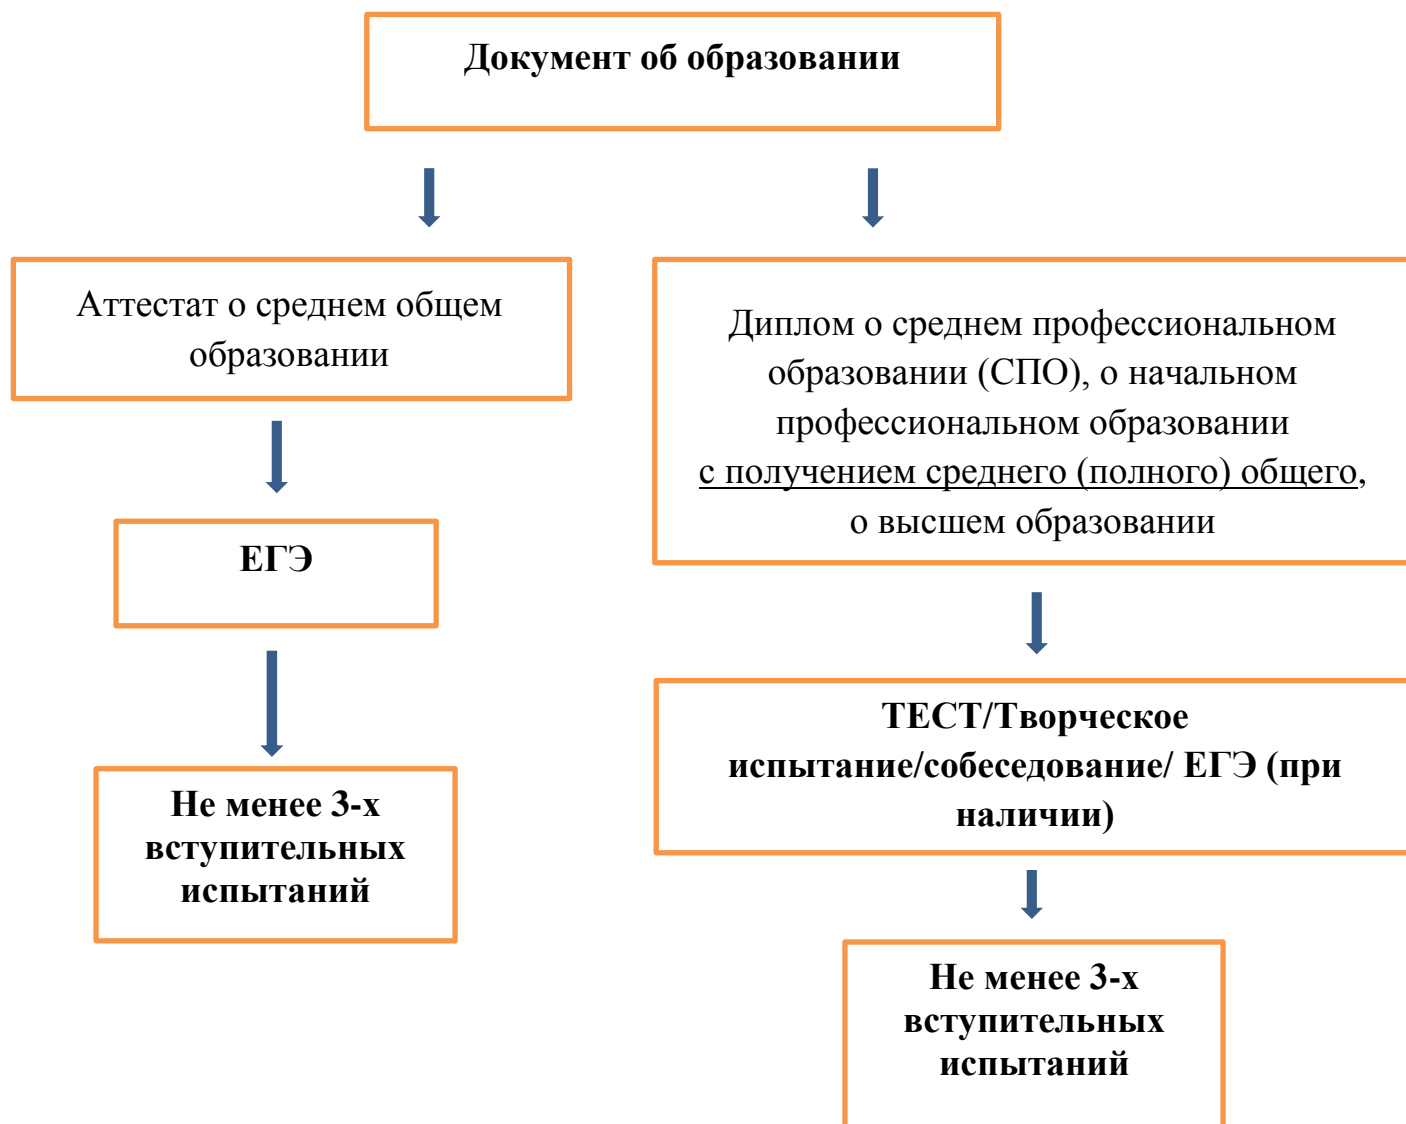 Документ об образовании
Аттестат о среднем общем
образовании
Диплом о среднем профессиональном
образовании (СПО), о начальном
профессиональном образовании
с получением среднего (полного) общего,
о высшем образовании
ЕГЭ
ТЕСТ/Творческое
испытание/собеседование/ ЕГЭ (при
наличии)
Не менее 3-х
вступительных
испытаний
Не менее 3-х
вступительных
испытаний